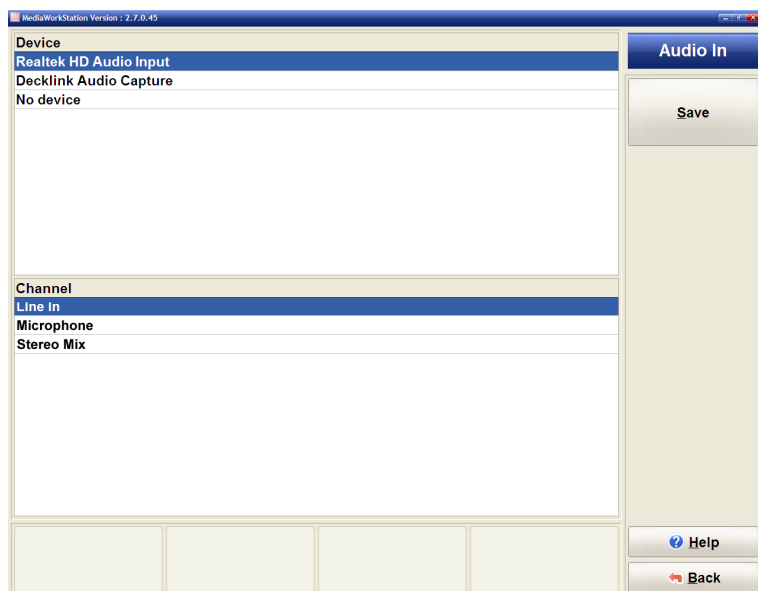 MediaWorkStation Version : 2.7.0.45
Device
Realtek HD Audio Input
Decklink Audio Capture
No device
Channel
Line In
Microphone
Stereo Mix
Audio In
Save
Help
Back